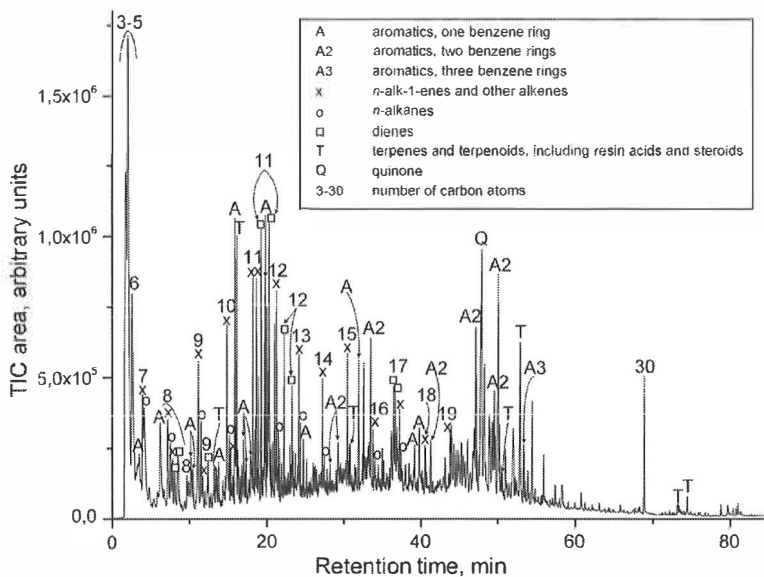 3-5
A aromatics, one benzene ring
A2 aromatics, two benzene rings
A3 aromatics, three benzene rings
x n-alk-1-enes and other alkenes
o n-alkanes
□ dienes
T terpenes and terpenoids, including resin acids and steroids
Q quinone
3-30 number of carbon atoms
TIC area, arbitrary units
1,5x10⁶
1,0x10⁶
5,0x10⁵
0,0
6
7
x
o
A
A
8
x
o
x
□
□
8
A
9
x
o
x
9
□
T
A
10
x
o
x
A
T
A
11
x x
11
□
A
□
12
x
12
□
□
o
13
x
o
A
14
x
o
A2
15
x
T
A
A2
16
x
o
17
□
□
x
o
A
A
18
x
A2
19
x
A2
Q
A2
A2
T
T
A3
30
T
T
0
20
40
60
80
Retention time, min